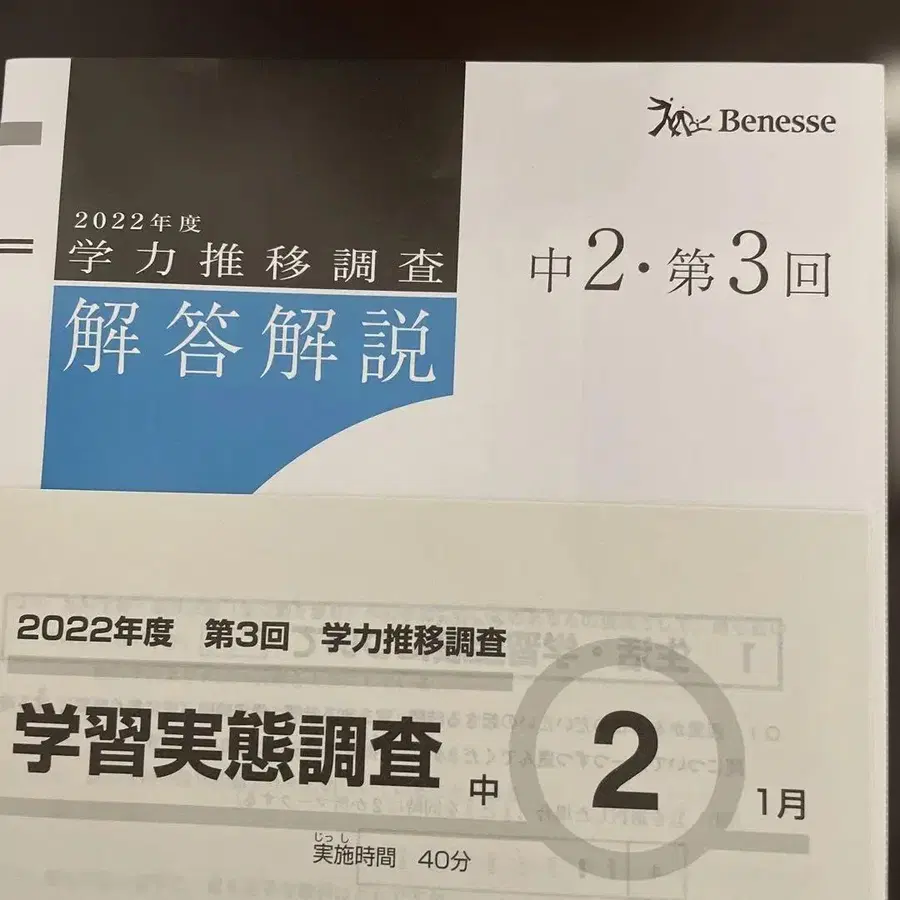 Benesse
2022年度
学力推移調査
解答解説
中2・第3回
2022年度 第3回 学力推移調査
学習実態調査 中 2 1月
じっし
実施時間 40分